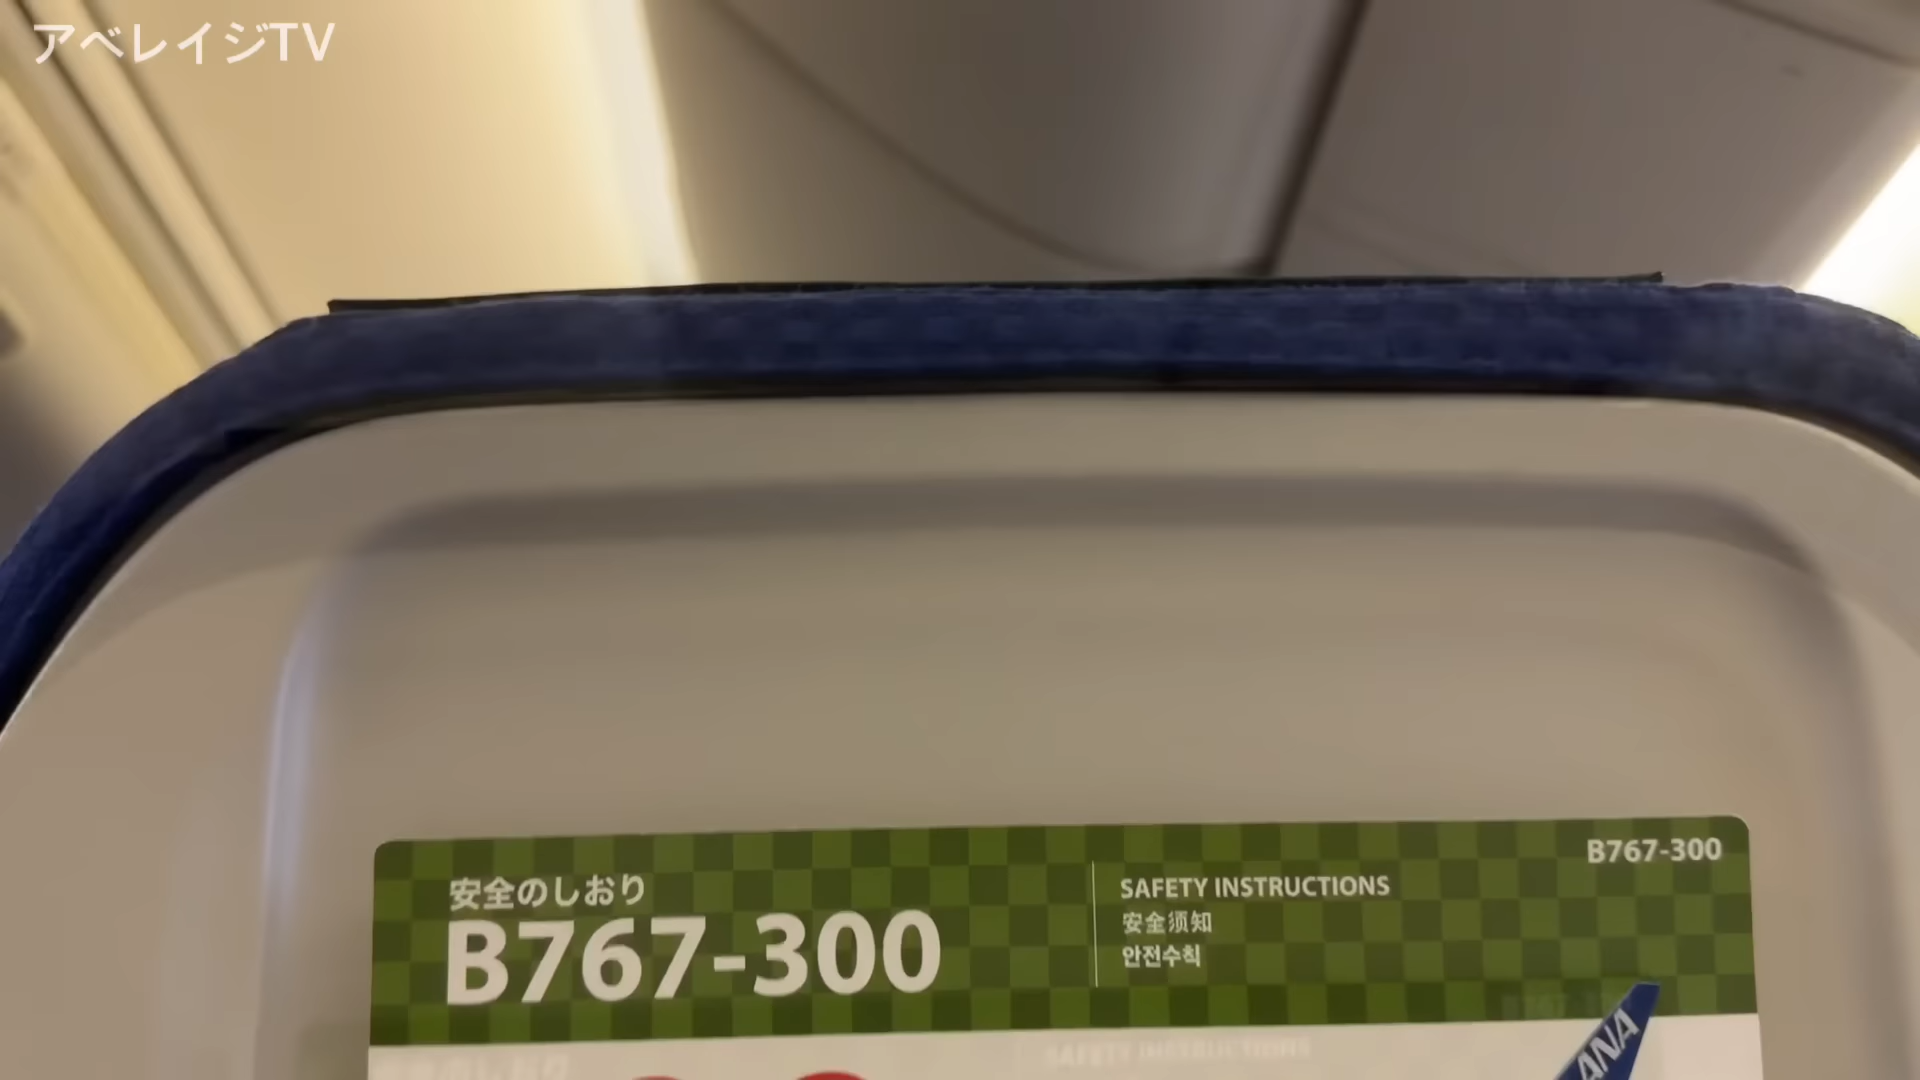 アベレイジTV
B767-300
安全のしおり
B767-300
SAFETY INSTRUCTIONS
安全须知
안전수칙
ANA